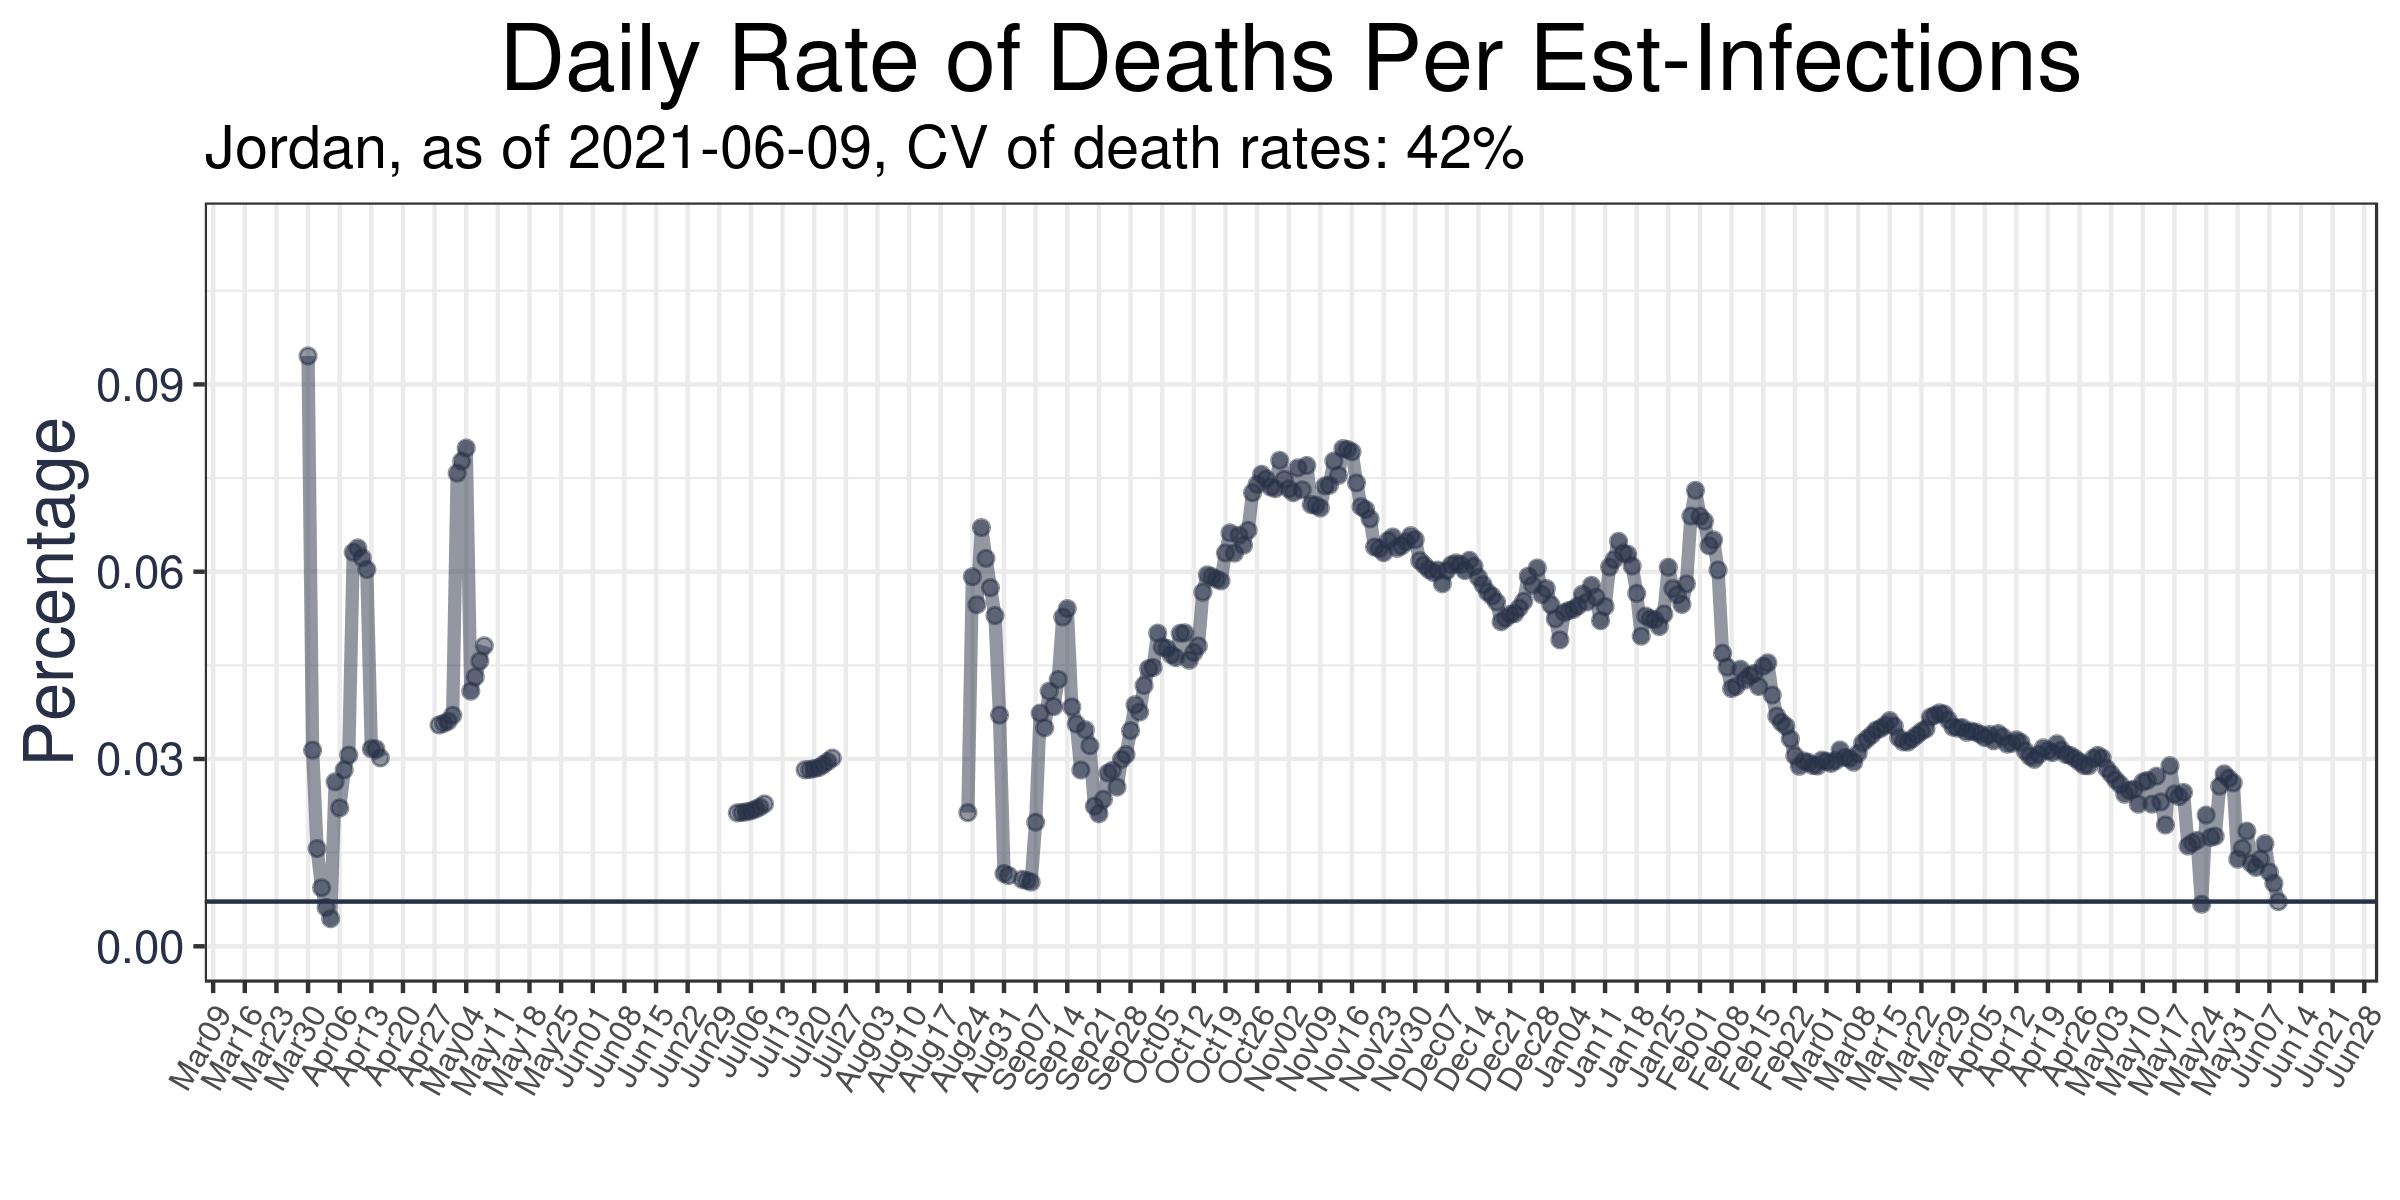 Daily Rate of Deaths Per Est-Infections
Jordan, as of 2021-06-09, CV of death rates: 42%
Percentage
0.09
0.06
0.03
0.00
Mar09
Mar16
Mar23
Mar30
Apr06
Apr13
Apr20
Apr27
May04
May11
May18
May25
Jun01
Jun08
Jun15
Jun22
Jun29
Jul06
Jul13
Jul20
Jul27
Aug03
Aug10
Aug17
Aug24
Aug31
Sep07
Sep14
Sep21
Sep28
Oct05
Oct12
Oct19
Oct26
Nov02
Nov09
Nov16
Nov23
Nov30
Dec07
Dec14
Dec21
Dec28
Jan04
Jan11
Jan18
Jan25
Feb01
Feb08
Feb15
Feb22
Mar01
Mar08
Mar15
Mar22
Mar29
Apr05
Apr12
Apr19
Apr26
May03
May10
May17
May24
May31
Jun07
Jun14
Jun21
Jun28